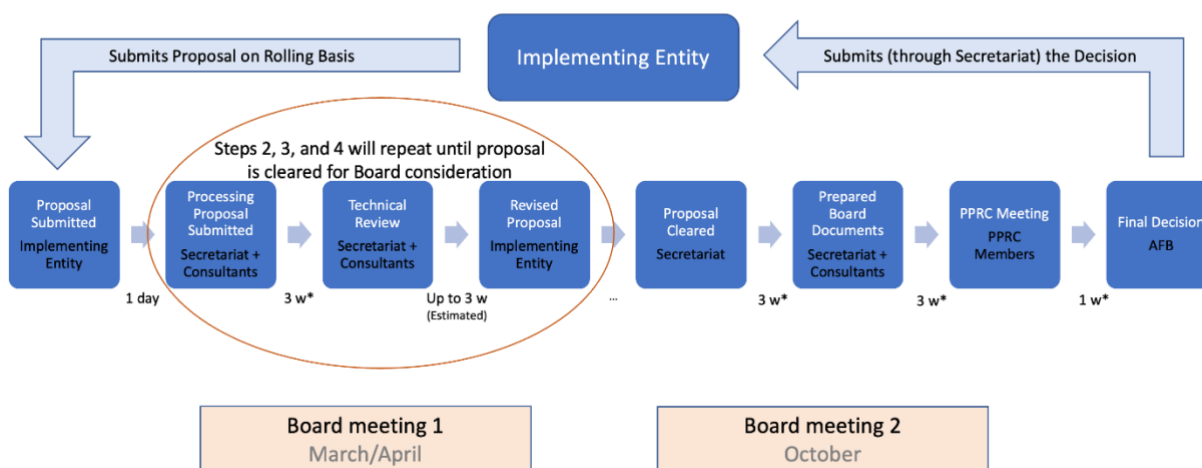 Submits Proposal on Rolling Basis
Implementing Entity
Submits (through Secretariat) the Decision
Steps 2, 3, and 4 will repeat until proposal
is cleared for Board consideration
Proposal
Submitted
Implementing
Entity
Processing
Proposal
Submitted
Secretariat +
Consultants
Technical
Review
Secretariat +
Consultants
Revised
Proposal
Implementing
Entity
Proposal
Cleared
Secretariat
Prepared
Board
Documents
Secretariat +
Consultants
PPRC Meeting
PPRC
Members
Final Decision
AFB
1 day
3 w*
Up to 3 w
(Estimated)
...
3 w*
3 w*
1 w*
Board meeting 1
March/April
Board meeting 2
October